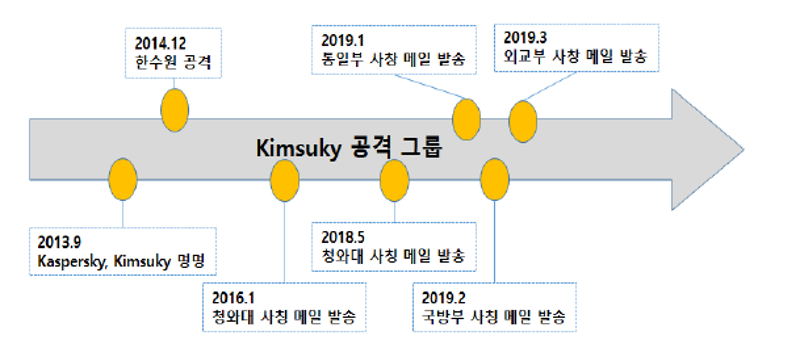 2014.12
한수원 공격
2019.1
통일부 사칭 메일 발송
2019.3
외교부 사칭 메일 발송
Kimsuky 공격 그룹
2013.9
Kaspersky, Kimsuky 명명
2016.1
청와대 사칭 메일 발송
2018.5
청와대 사칭 메일 발송
2019.2
국방부 사칭 메일 발송